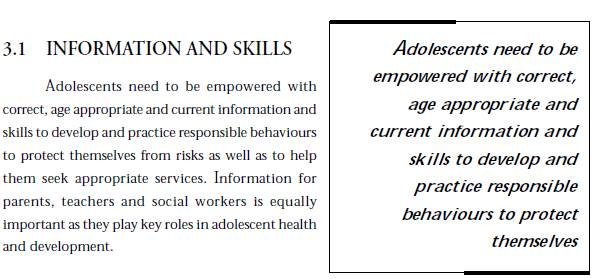 3.1 INFORMATION AND SKILLS
Adolescents need to be empowered with
correct, age appropriate and current information and
skills to develop and practice responsible behaviours
to protect themselves from risks as well as to help
them seek appropriate services. Information for
parents, teachers and social workers is equally
important as they play key roles in adolescent health
and development.
Adolescents need to be
empowered with correct,
age appropriate and
current information and
skills to develop and
practice responsible
behaviours to protect
themselves